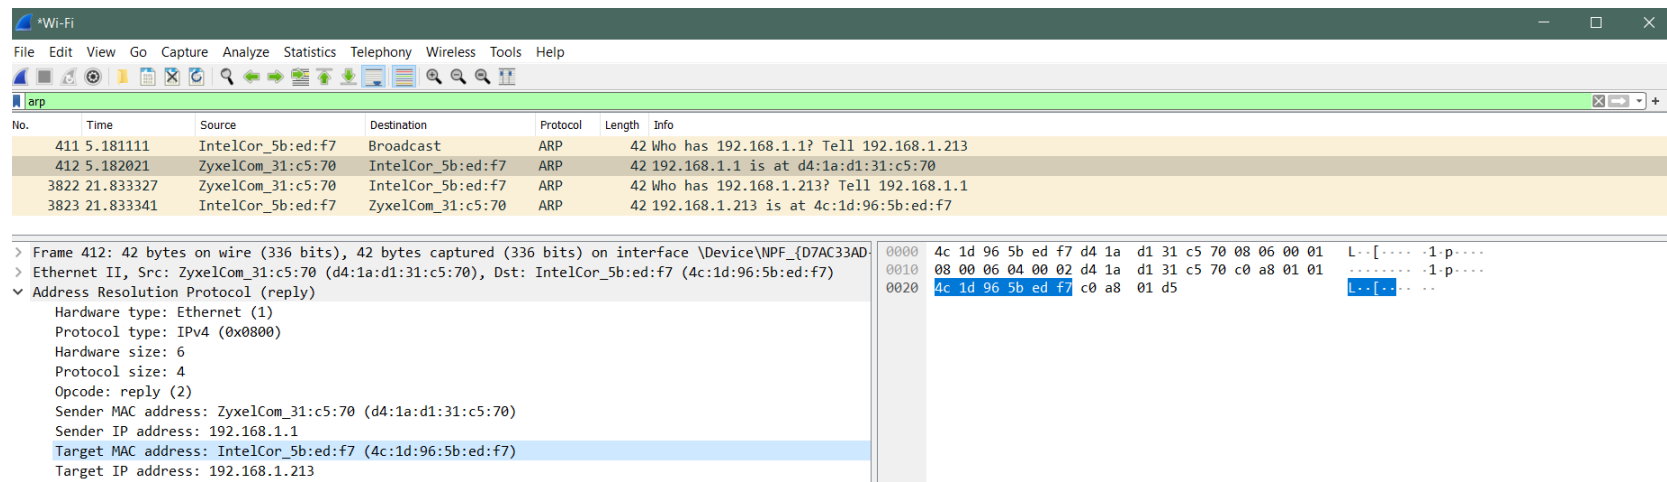 *Wi-Fi
File Edit View Go Capture Analyze Statistics Telephony Wireless Tools Help
arp
No. Time Source Destination Protocol Length Info
411 5.181111 IntelCor_5b:ed:f7 Broadcast ARP 42 Who has 192.168.1.1? Tell 192.168.1.213
412 5.182021 ZyxelCom_31:c5:70 IntelCor_5b:ed:f7 ARP 42 192.168.1.1 is at d4:1a:d1:31:c5:70
3822 21.833327 ZyxelCom_31:c5:70 IntelCor_5b:ed:f7 ARP 42 Who has 192.168.1.213? Tell 192.168.1.1
3823 21.833341 IntelCor_5b:ed:f7 ZyxelCom_31:c5:70 ARP 42 192.168.1.213 is at 4c:1d:96:5b:ed:f7
Frame 412: 42 bytes on wire (336 bits), 42 bytes captured (336 bits) on interface \Device\NPF_{D7AC33AD-
Ethernet II, Src: ZyxelCom_31:c5:70 (d4:1a:d1:31:c5:70), Dst: IntelCor_5b:ed:f7 (4c:1d:96:5b:ed:f7)
Address Resolution Protocol (reply)
Hardware type: Ethernet (1)
Protocol type: IPv4 (0x0800)
Hardware size: 6
Protocol size: 4
Opcode: reply (2)
Sender MAC address: ZyxelCom_31:c5:70 (d4:1a:d1:31:c5:70)
Sender IP address: 192.168.1.1
Target MAC address: IntelCor_5b:ed:f7 (4c:1d:96:5b:ed:f7)
Target IP address: 192.168.1.213
0000 4c 1d 96 5b ed f7 d4 1a d1 31 c5 70 08 06 00 01 L··[···· ·1·p····
0010 08 00 06 04 00 02 d4 1a d1 31 c5 70 c0 a8 01 01 ········ ·1·p····
0020 4c 1d 96 5b ed f7 c0 a8 01 d5 L··[···· ··